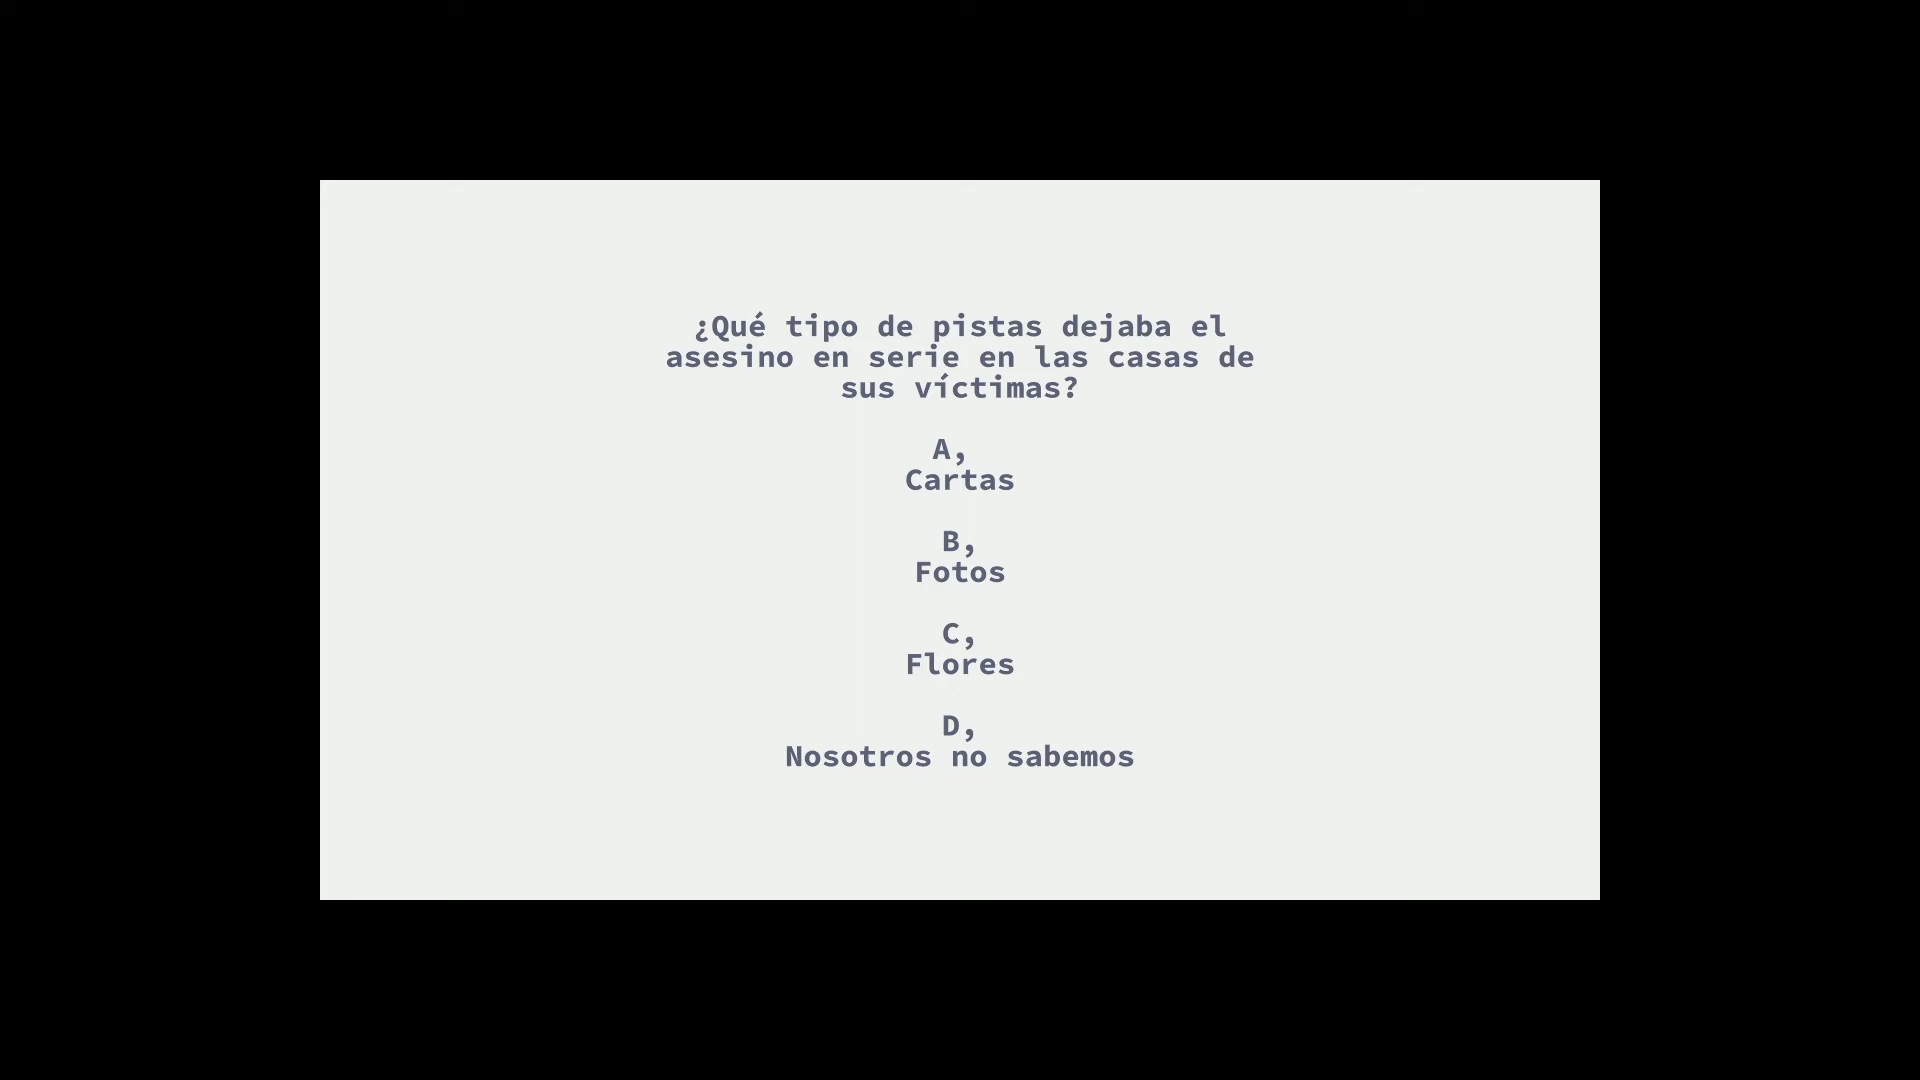 ¿Qué tipo de pistas dejaba el
asesino en serie en las casas de
sus víctimas?
A,
Cartas
B,
Fotos
C,
Flores
D,
Nosotros no sabemos